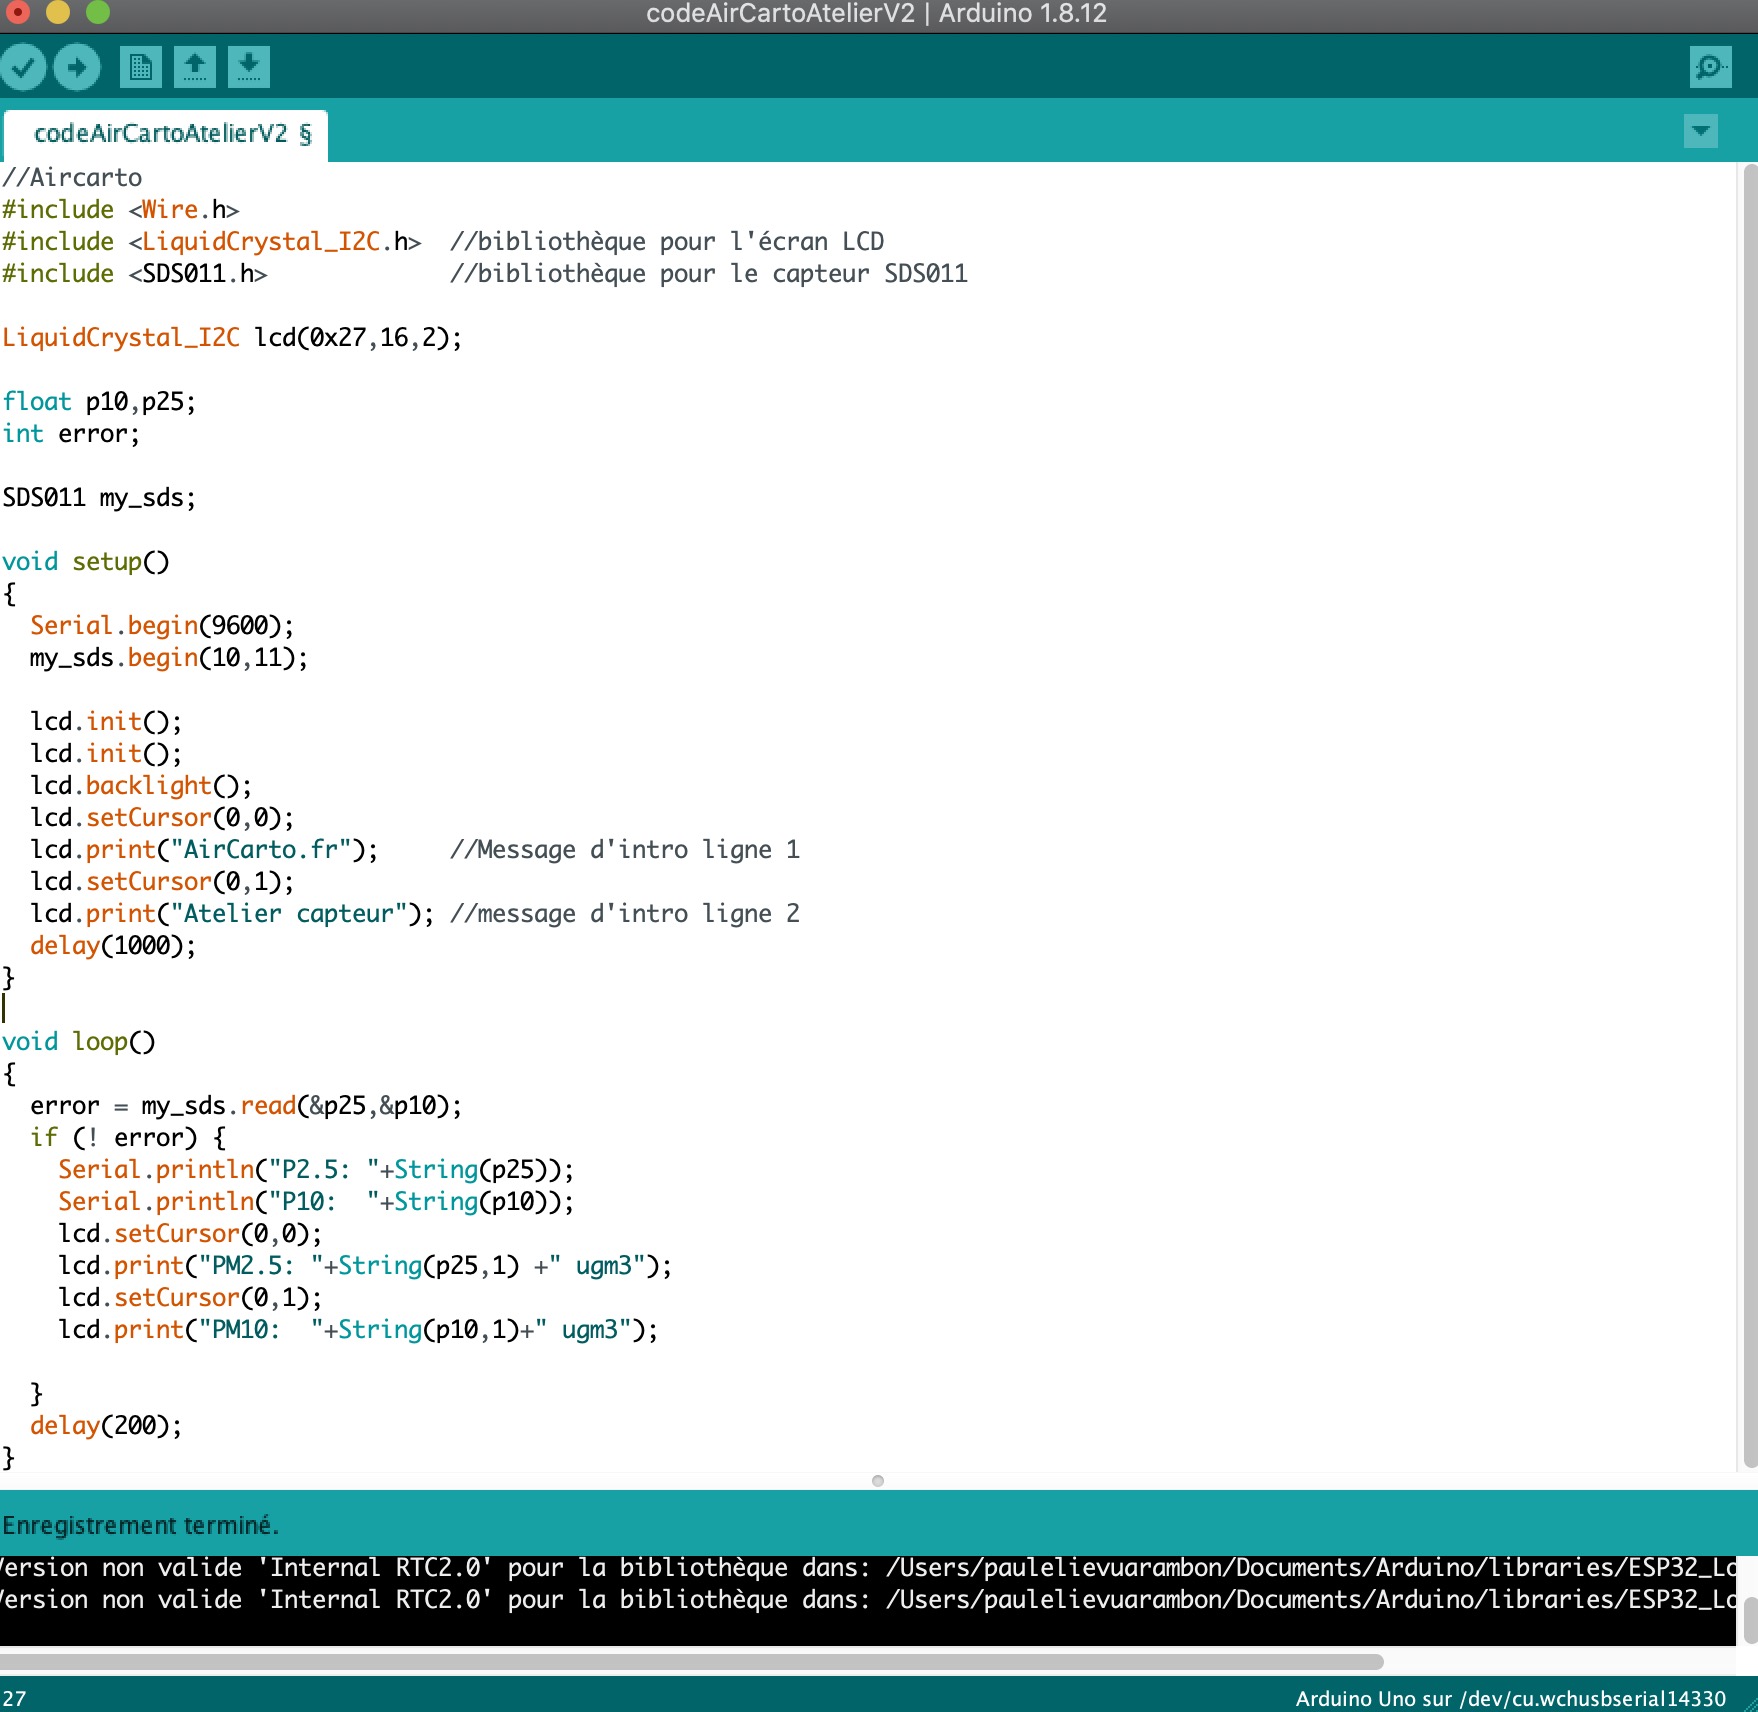 codeAirCartoAtelierV2 | Arduino 1.8.12
codeAirCartoAtelierV2 §
//Aircarto
#include <Wire.h>
#include <LiquidCrystal_I2C.h>  //bibliothèque pour l'écran LCD
#include <SDS011.h>             //bibliothèque pour le capteur SDS011
LiquidCrystal_I2C lcd(0x27,16,2);
float p10,p25;
int error;
SDS011 my_sds;
void setup()
{
  Serial.begin(9600);
  my_sds.begin(10,11);
  lcd.init();
  lcd.init();
  lcd.backlight();
  lcd.setCursor(0,0);
  lcd.print("AirCarto.fr");     //Message d'intro ligne 1
  lcd.setCursor(0,1);
  lcd.print("Atelier capteur"); //message d'intro ligne 2
  delay(1000);
}
void loop()
{
  error = my_sds.read(&p25,&p10);
  if (! error) {
    Serial.println("P2.5: "+String(p25));
    Serial.println("P10:  "+String(p10));
    lcd.setCursor(0,0);
    lcd.print("PM2.5: "+String(p25,1) +" ugm3");
    lcd.setCursor(0,1);
    lcd.print("PM10:  "+String(p10,1)+" ugm3");
  }
  delay(200);
}
Enregistrement terminé.
Version non valide 'Internal RTC2.0' pour la bibliothèque dans: /Users/paulelievuarambon/Documents/Arduino/libraries/ESP32_Lo
Version non valide 'Internal RTC2.0' pour la bibliothèque dans: /Users/paulelievuarambon/Documents/Arduino/libraries/ESP32_Lo
27
Arduino Uno sur /dev/cu.wchusbserial14330